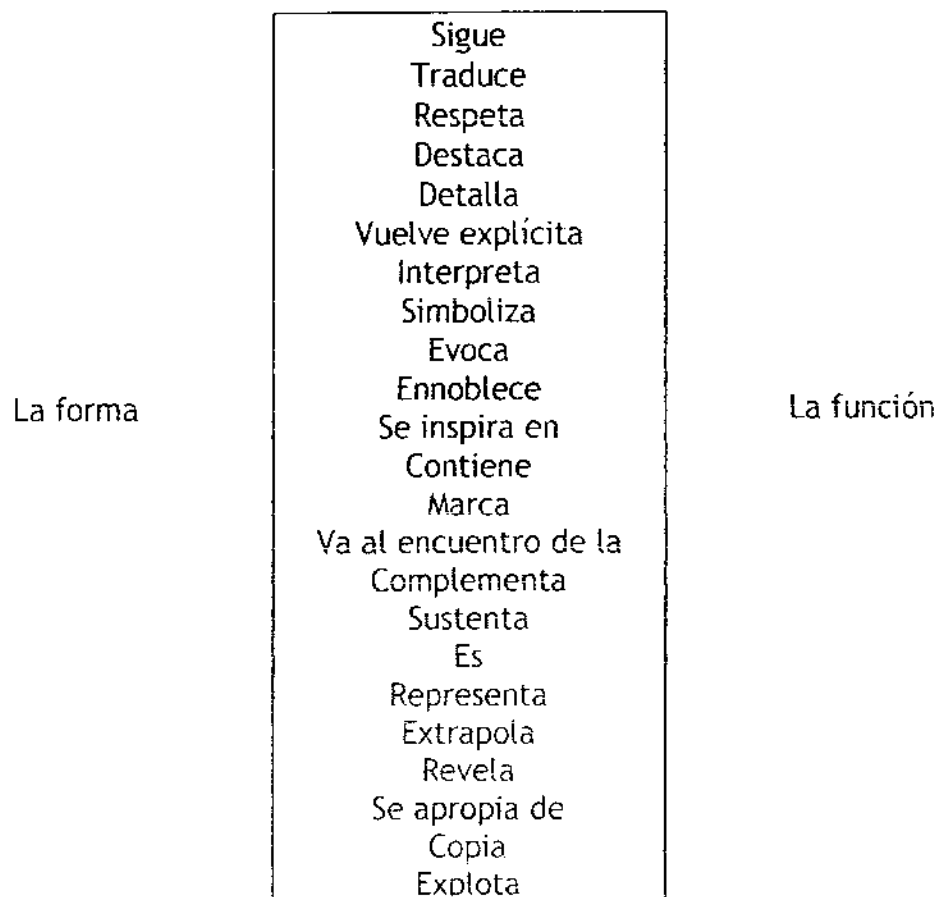 Sigue
Traduce
Respeta
Destaca
Detalla
Vuelve explícita
Interpreta
Simboliza
Evoca
Ennoblece
La forma
La función
Se inspira en
Contiene
Marca
Va al encuentro de la
Complementa
Sustenta
Es
Representa
Extrapola
Revela
Se apropia de
Copia
Explota